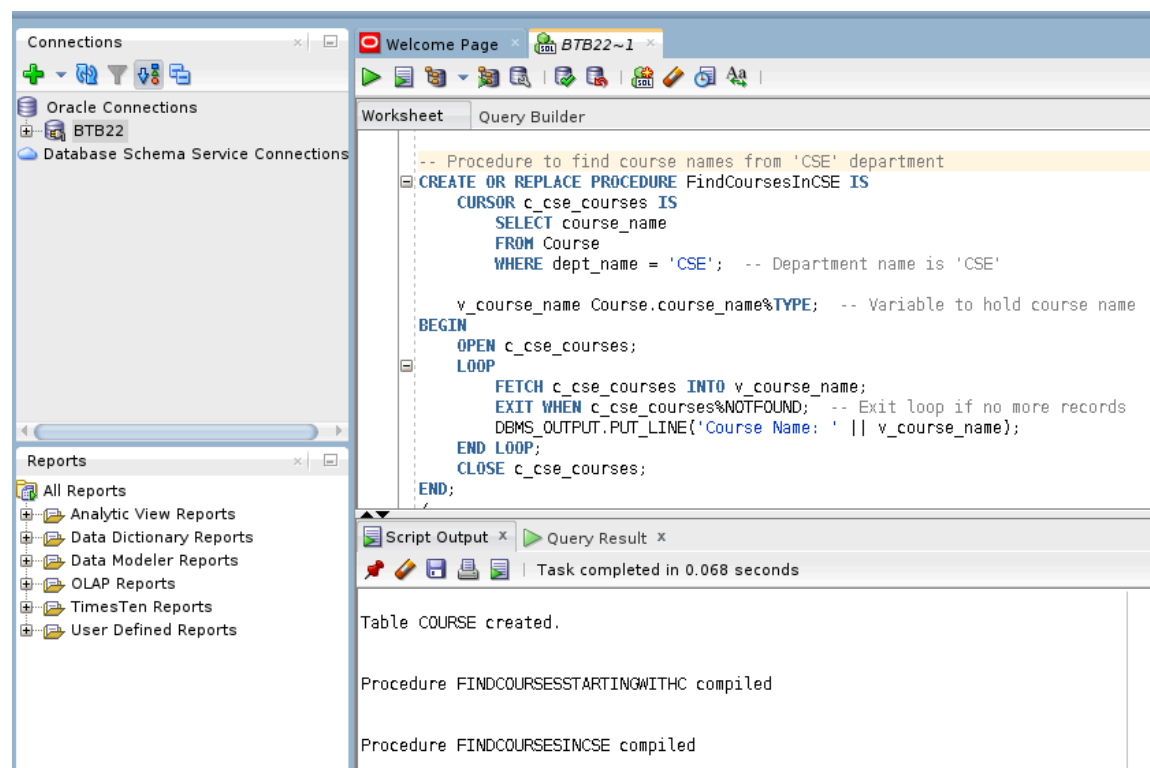 Connections
Oracle Connections
BTB22
Database Schema Service Connections
Reports
All Reports
Analytic View Reports
Data Dictionary Reports
Data Modeler Reports
OLAP Reports
TimesTen Reports
User Defined Reports
Welcome Page BTB22~1
Worksheet Query Builder
-- Procedure to find course names from 'CSE' department
CREATE OR REPLACE PROCEDURE FindCoursesInCSE IS
CURSOR c_cse_courses IS
SELECT course_name
FROM Course
WHERE dept_name = 'CSE'; -- Department name is 'CSE'
v_course_name Course.course_name%TYPE; -- Variable to hold course name
BEGIN
OPEN c_cse_courses;
LOOP
FETCH c_cse_courses INTO v_course_name;
EXIT WHEN c_cse_courses%NOTFOUND; -- Exit loop if no more records
DBMS_OUTPUT.PUT_LINE('Course Name: ' || v_course_name);
END LOOP;
CLOSE c_cse_courses;
END;
/
Script Output Query Result
Task completed in 0.068 seconds
Table COURSE created.
Procedure FINDCOURSESSTARTINGWITHC compiled
Procedure FINDCOURSESINCSE compiled